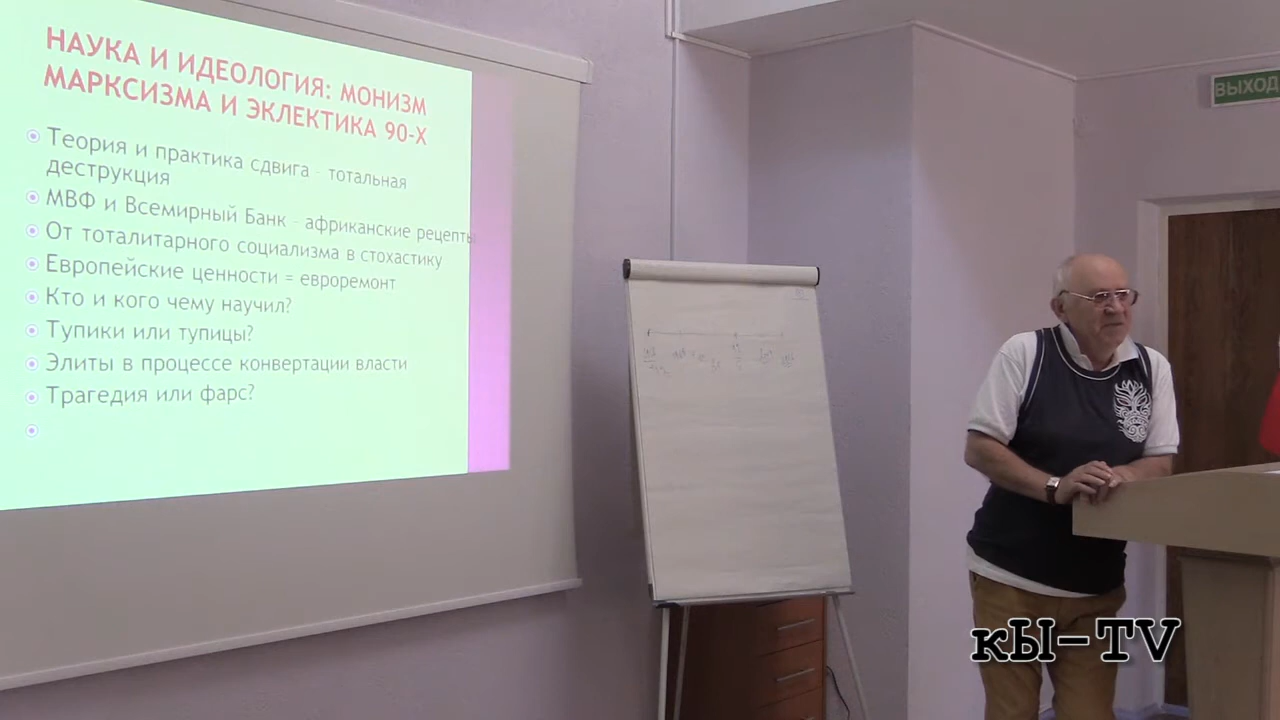 НАУКА И ИДЕОЛОГИЯ: МОНИЗМ
МАРКСИЗМА И ЭКЛЕКТИКА 90-Х
Теория и практика сдвига – тотальная
деструкция
МВФ и Всемирный Банк – африканские рецепты
От тоталитарного социализма в стохастику
Европейские ценности = евроремонт
Кто и кого чему научил?
Тупики или тупицы?
Элиты в процессе конвертации власти
Трагедия или фарс?
ВЫХОД
кЫ-TV